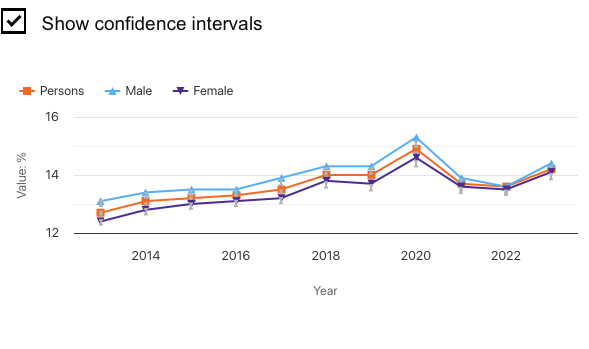 Show confidence intervals
Persons Male Female
16
14
12
Value: %
2014 2016 2018 2020 2022
Year